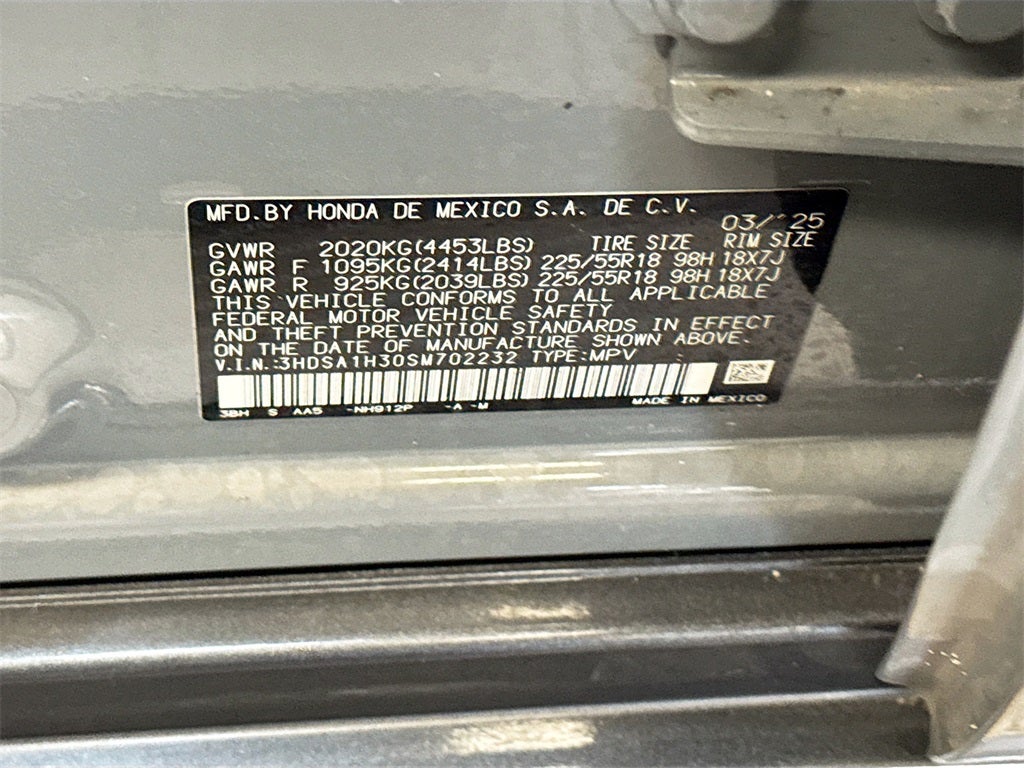 MFD.BY HONDA DE MEXICO S.A. DE C.V.
03/ 25
GVWR 2020KG(4453LBS) TIRE SIZE RIM SIZE
GAWR F 1095KG(2414LBS) 225/55R18 98H 18X7J
GAWR R 925KG(2039LBS) 225/55R18 98H 18X7J
THIS VEHICLE CONFORMS TO ALL APPLICABLE
FEDERAL MOTOR VEHICLE SAFETY
AND THEFT PREVENTION STANDARDS IN EFFECT
ON THE DATE OF MANUFACTURE SHOWN ABOVE.
V.I.N.:3HDSA1H30SM702232 TYPE:MPV
3BH S AA5 -NH912P -A -M MADE IN MEXICO